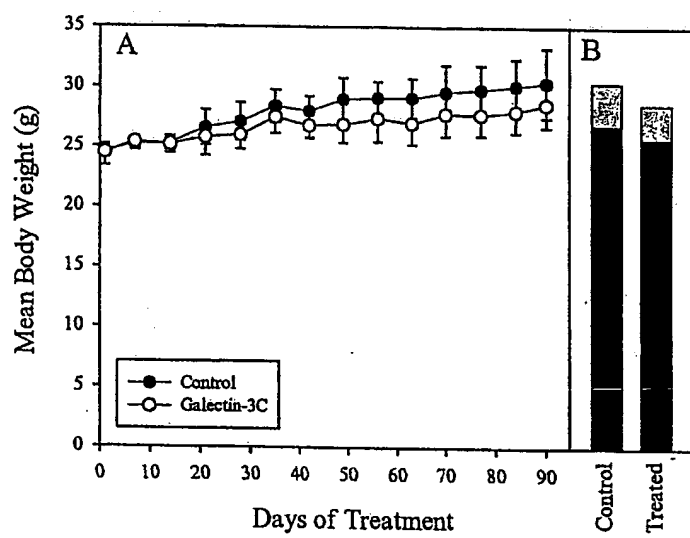 A
B
35
30
25
20
15
10
5
0
Mean Body Weight (g)
Control
Galectin-3C
0 10 20 30 40 50 60 70 80 90
Days of Treatment
Control
Treated